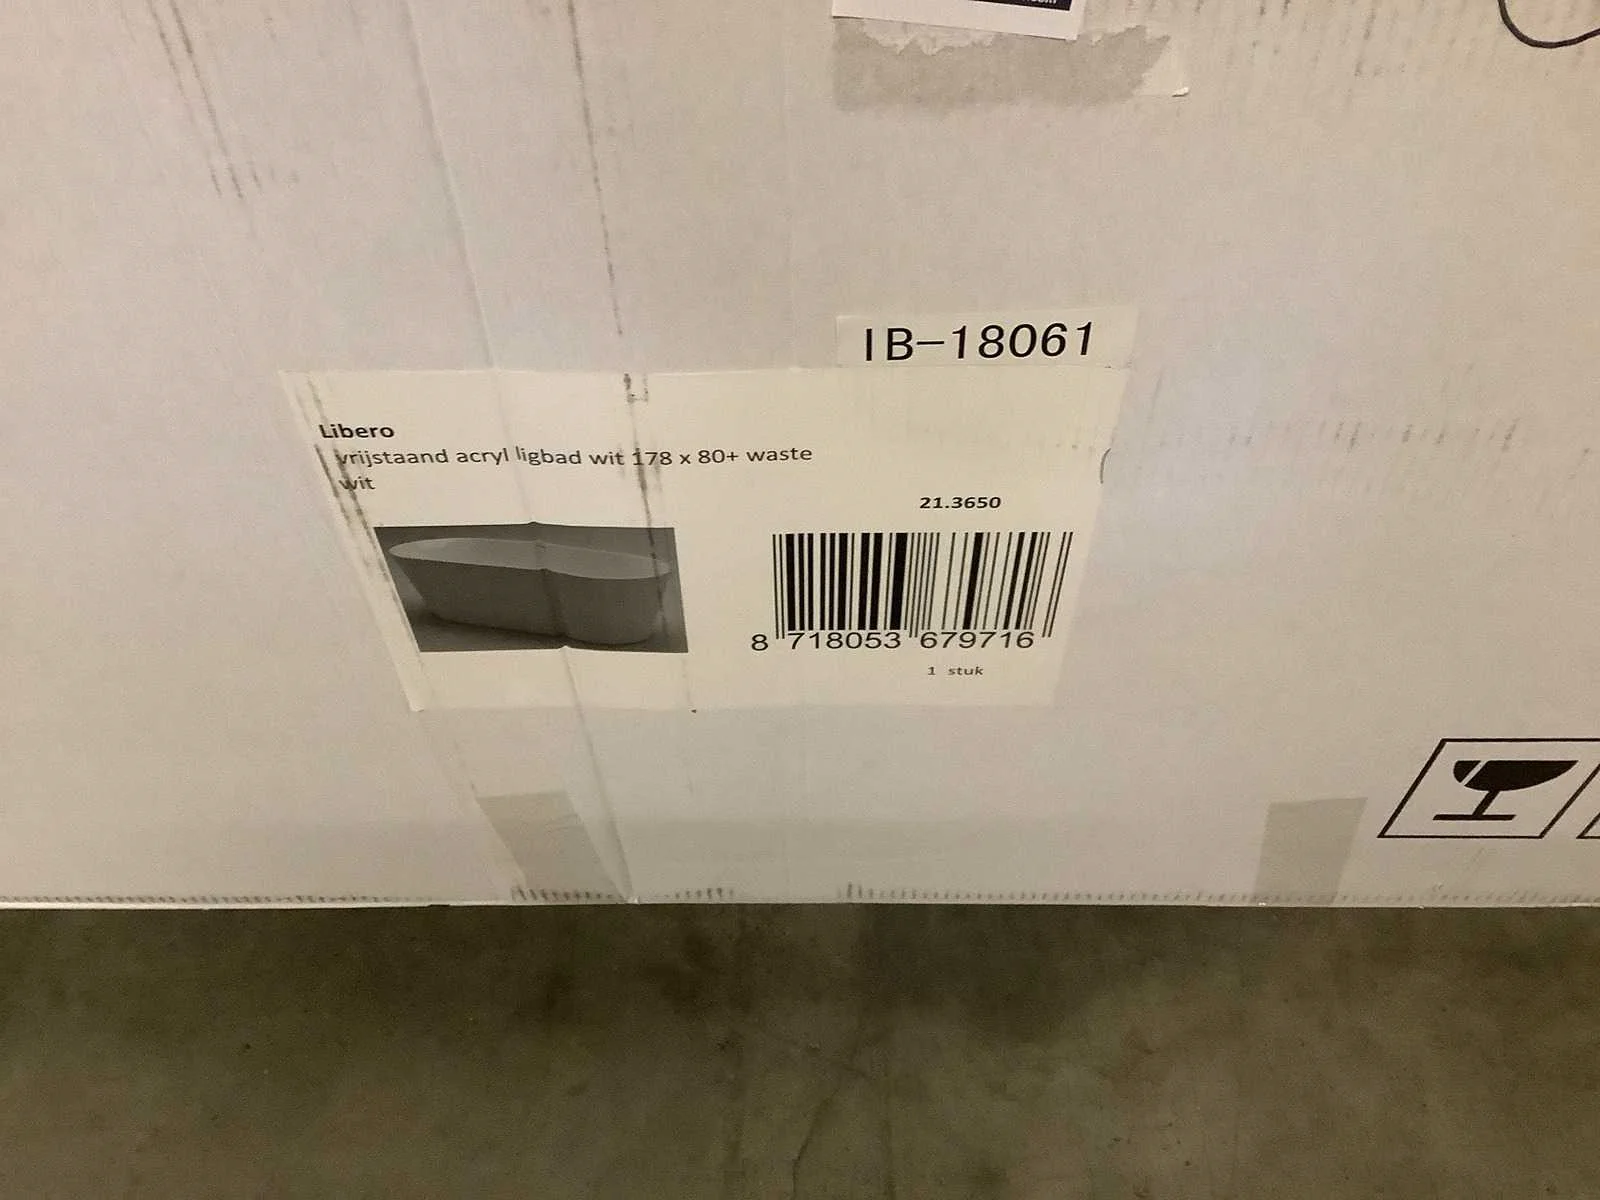 IB-18061
Libero
vrijstaand acryl ligbad wit 178 x 80+ waste
wit
21.3650
8 718053 679716
1 stuk